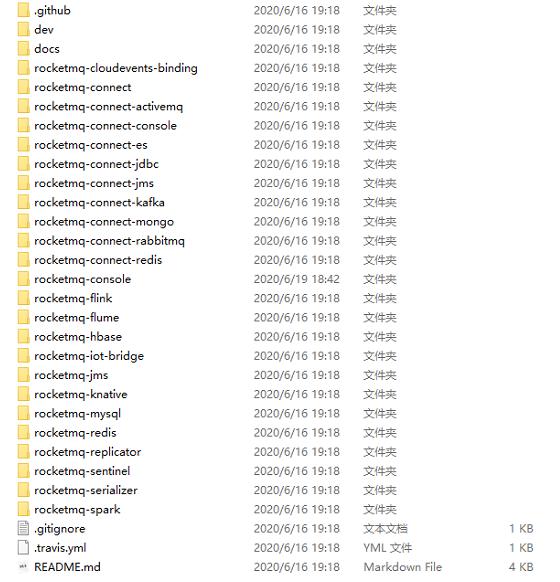 .github 2020/6/16 19:18 文件夹
dev 2020/6/16 19:18 文件夹
docs 2020/6/16 19:18 文件夹
rocketmq-cloudevents-binding 2020/6/16 19:18 文件夹
rocketmq-connect 2020/6/16 19:18 文件夹
rocketmq-connect-activemq 2020/6/16 19:18 文件夹
rocketmq-connect-console 2020/6/16 19:18 文件夹
rocketmq-connect-es 2020/6/16 19:18 文件夹
rocketmq-connect-jdbc 2020/6/16 19:18 文件夹
rocketmq-connect-jms 2020/6/16 19:18 文件夹
rocketmq-connect-kafka 2020/6/16 19:18 文件夹
rocketmq-connect-mongo 2020/6/16 19:18 文件夹
rocketmq-connect-rabbitmq 2020/6/16 19:18 文件夹
rocketmq-connect-redis 2020/6/16 19:18 文件夹
rocketmq-console 2020/6/19 18:42 文件夹
rocketmq-flink 2020/6/16 19:18 文件夹
rocketmq-flume 2020/6/16 19:18 文件夹
rocketmq-hbase 2020/6/16 19:18 文件夹
rocketmq-iot-bridge 2020/6/16 19:18 文件夹
rocketmq-jms 2020/6/16 19:18 文件夹
rocketmq-knative 2020/6/16 19:18 文件夹
rocketmq-mysql 2020/6/16 19:18 文件夹
rocketmq-redis 2020/6/16 19:18 文件夹
rocketmq-replicator 2020/6/16 19:18 文件夹
rocketmq-sentinel 2020/6/16 19:18 文件夹
rocketmq-serializer 2020/6/16 19:18 文件夹
rocketmq-spark 2020/6/16 19:18 文件夹
.gitignore 2020/6/16 19:18 文本文档 1 KB
.travis.yml 2020/6/16 19:18 YML 文件 1 KB
README.md 2020/6/16 19:18 Markdown File 4 KB